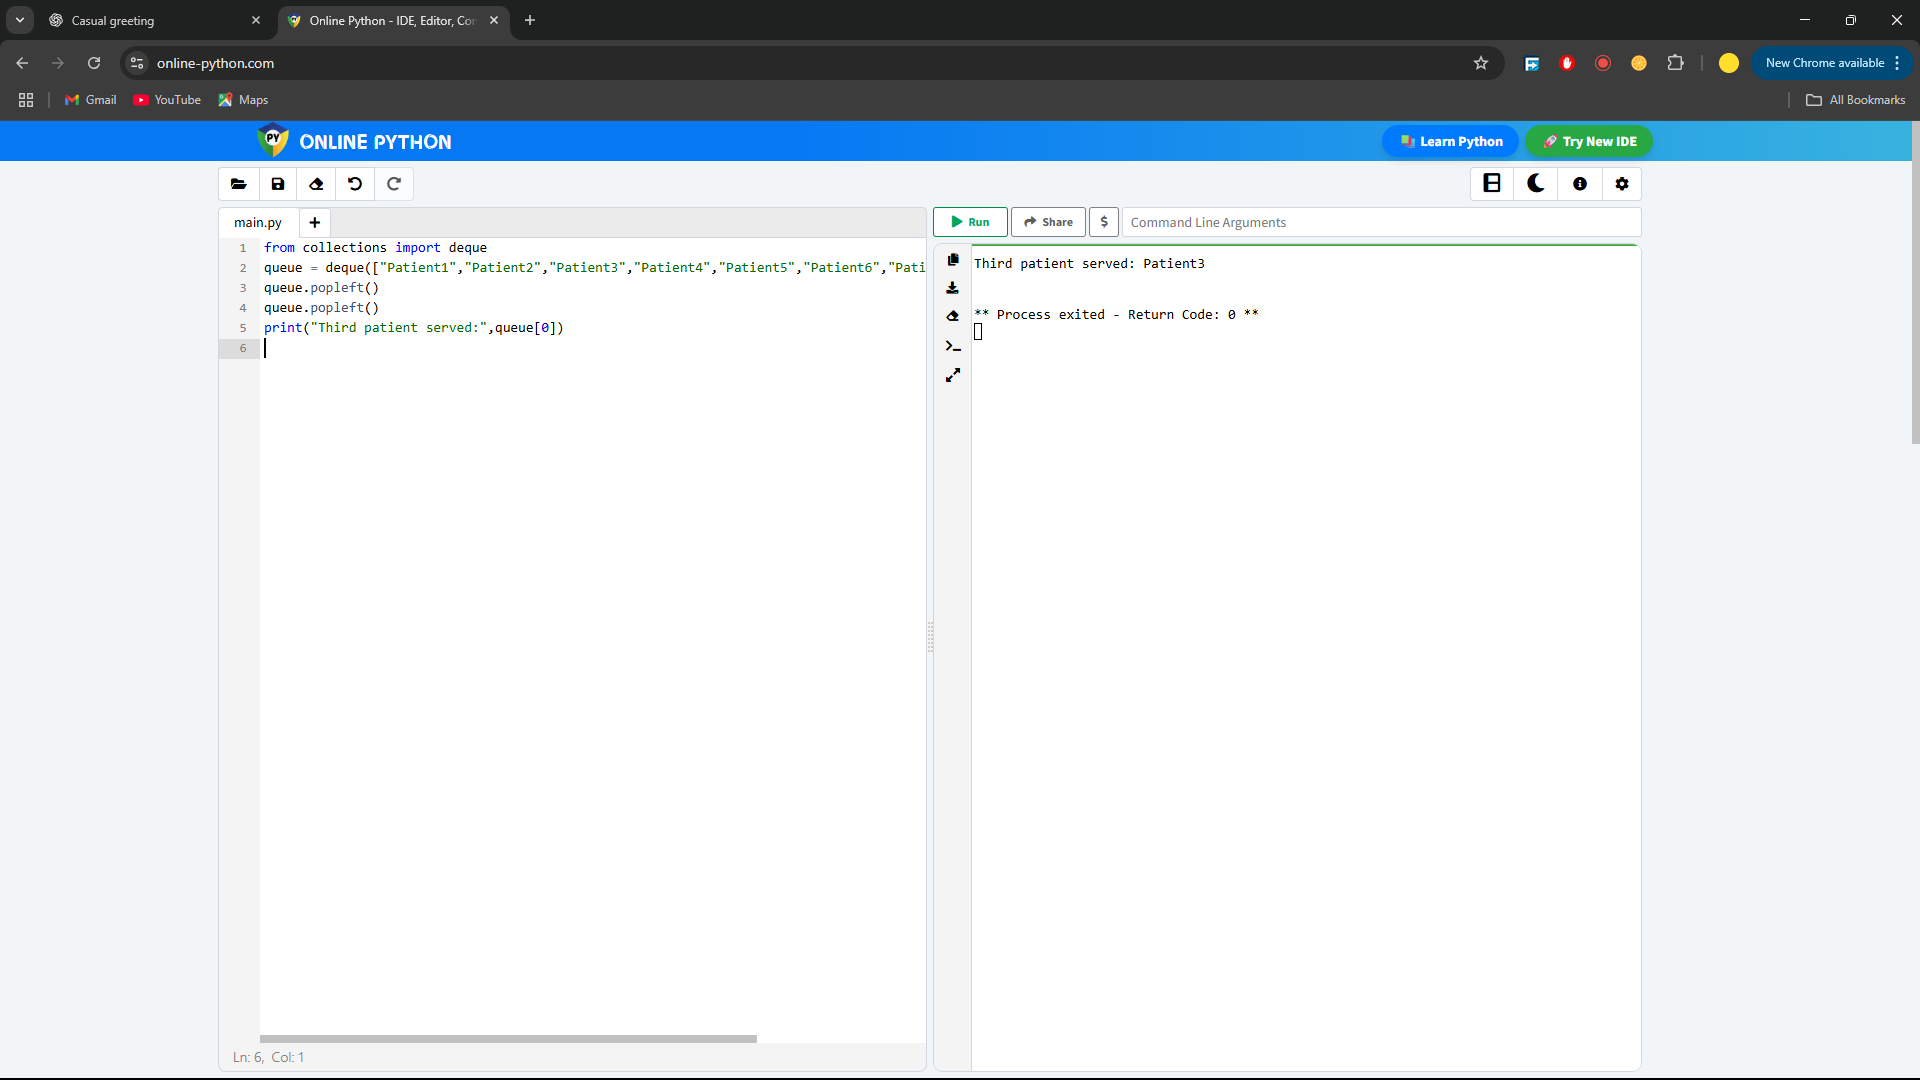 Casual greeting
Online Python - IDE, Editor, Con
online-python.com
New Chrome available
Gmail
YouTube
Maps
All Bookmarks
PY
ONLINE PYTHON
Learn Python
Try New IDE
main.py
+
Run
Share
$
Command Line Arguments
1 from collections import deque
2 queue = deque(["Patient1","Patient2","Patient3","Patient4","Patient5","Patient6","Pati
3 queue.popleft()
4 queue.popleft()
5 print("Third patient served:",queue[0])
6
Third patient served: Patient3
** Process exited - Return Code: 0 **
Ln: 6, Col: 1